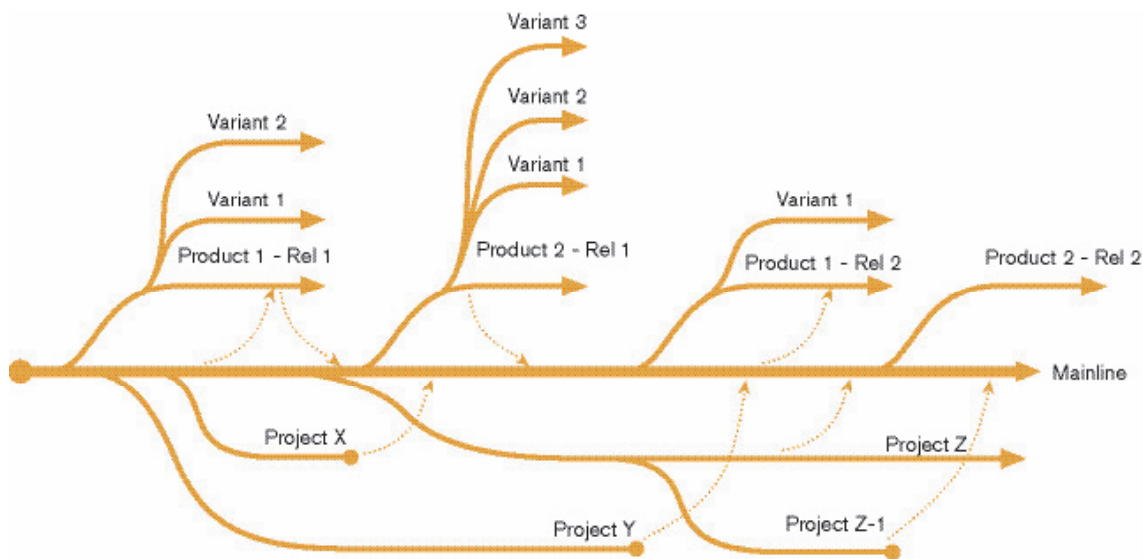 Variant 3
Variant 2
Variant 2
Variant 1
Variant 1
Variant 1
Product 1 - Rel 1
Product 2 - Rel 1
Product 1 - Rel 2
Product 2 - Rel 2
Mainline
Project X
Project Z
Project Y
Project Z-1